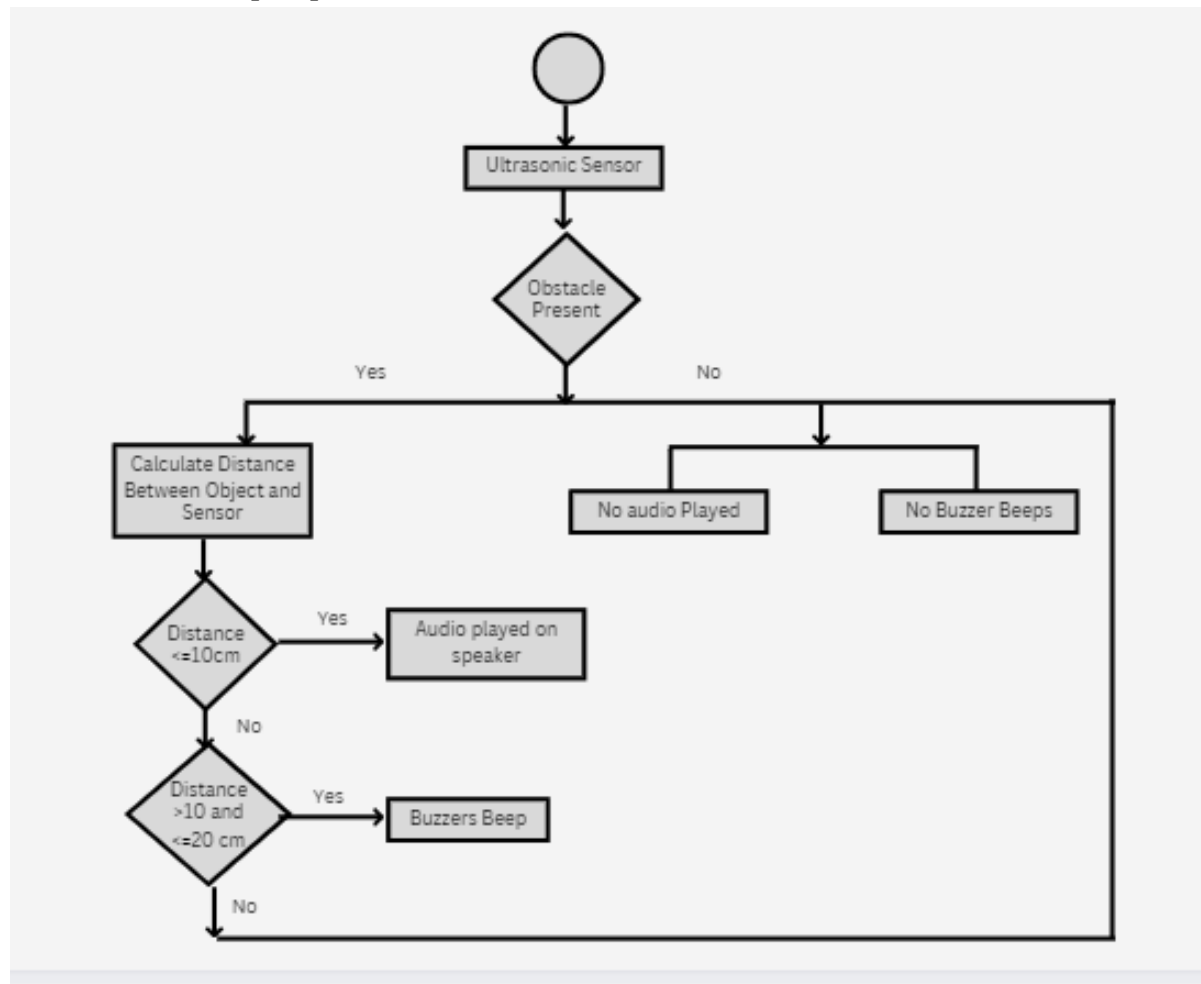 Ultrasonic Sensor
Obstacle
Present
Yes
No
Calculate Distance
Between Object and
Sensor
No audio Played
No Buzzer Beeps
Distance
<=10cm
Yes
Audio played on
speaker
No
Distance
>10 and
<=20 cm
Yes
Buzzers Beep
No